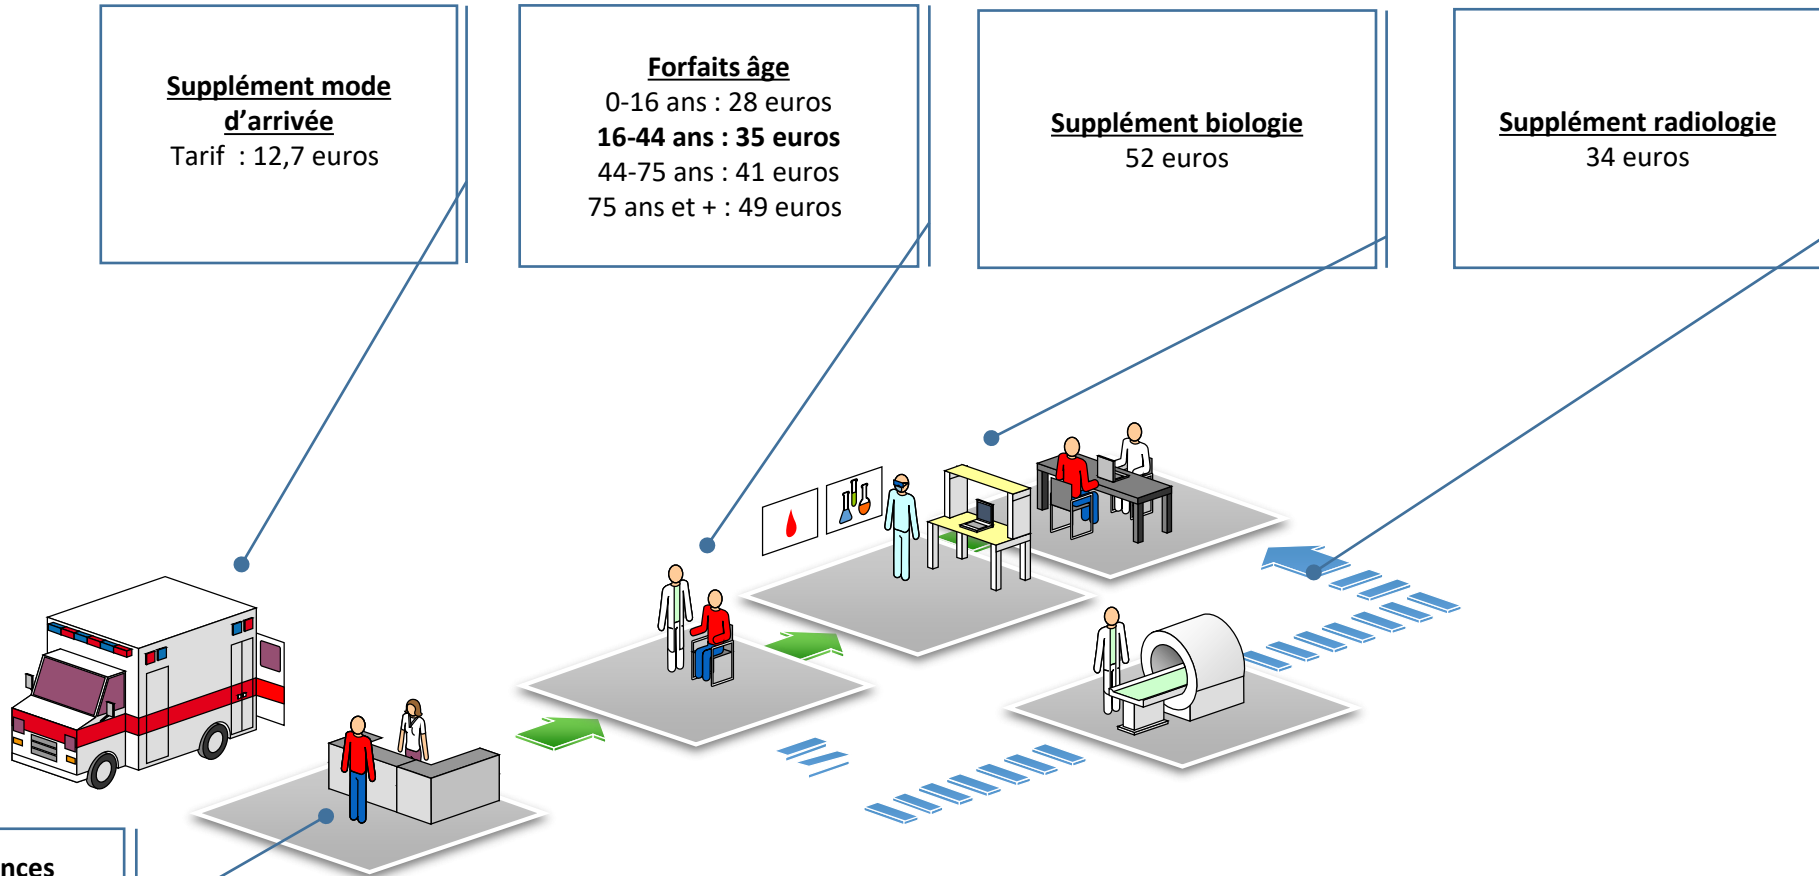 Supplément mode
d’arrivée
Tarif : 12,7 euros
Forfaits âge
0-16 ans : 28 euros
16-44 ans : 35 euros
44-75 ans : 41 euros
75 ans et + : 49 euros
Supplément biologie
52 euros
Supplément radiologie
34 euros
nces